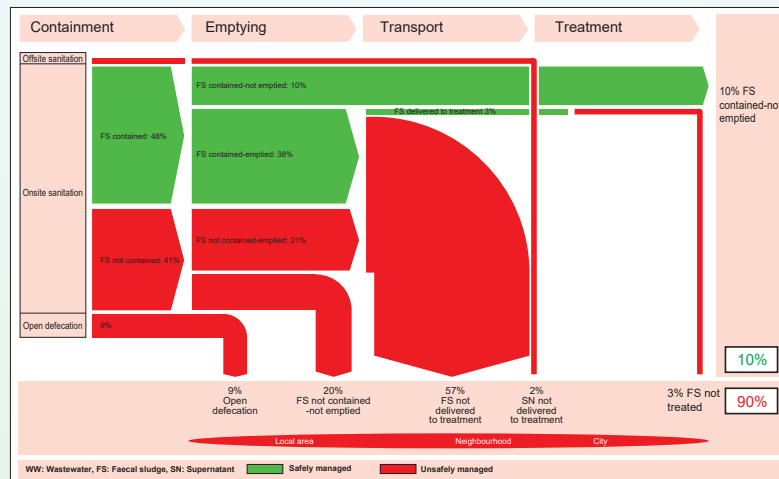 Containment
Emptying
Transport
Treatment
Offsite sanitation
FS contained-not emptied: 10%
10% FS
contained-not
emptied
FS delivered to treatment 3%
FS contained: 48%
FS contained-emptied: 38%
Onsite sanitation
FS not contained-emptied: 21%
FS not contained: 41%
Open defecation
9%
10%
9%
Open
defecation
20%
FS not contained
-not emptied
57%
FS not
delivered
to treatment
2%
SN not
delivered
to treatment
3% FS not
treated
90%
Local area
Neighbourhood
City
WW: Wastewater, FS: Faecal sludge, SN: Supernatant
Safely managed
Unsafely managed